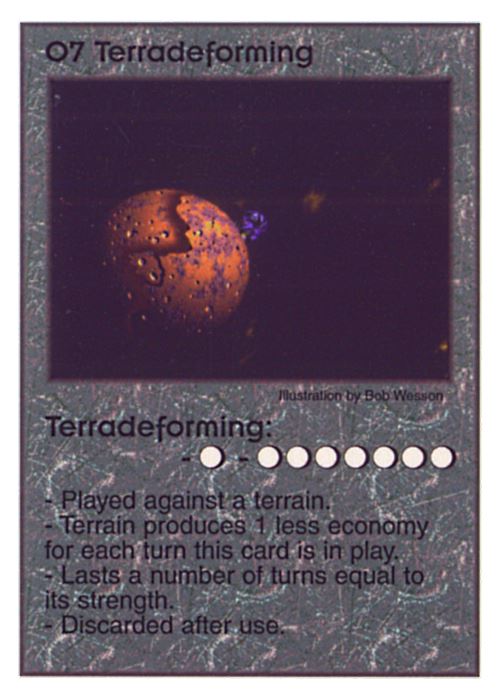 O7 Terradeforming
Illustration by Bob Wesson
Terradeforming:
- -
- Played against a terrain.
- Terrain produces 1 less economy
for each turn this card is in play.
- Lasts a number of turns equal to
its strength.
- Discarded after use.